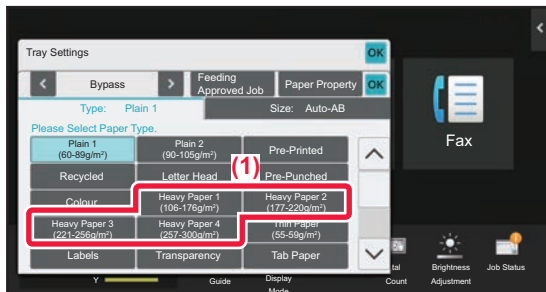 Tray Settings
OK
Bypass
Feeding
Approved Job
Paper Property
OK
Type: Plain 1
Size: Auto-AB
Please Select Paper Type.
Plain 1
(60-89g/m²)
Plain 2
(90-105g/m²)
Pre-Printed
Recycled
Letter Head
(1)
Pre-Punched
Colour
Heavy Paper 1
(106-176g/m²)
Heavy Paper 2
(177-220g/m²)
Heavy Paper 3
(221-256g/m²)
Heavy Paper 4
(257-300g/m²)
Thin Paper
(55-59g/m²)
Labels
Transparency
Tab Paper
Fax
Y
Guide
Display
Mode
tal
Count
Brightness
Adjustment
Job Status